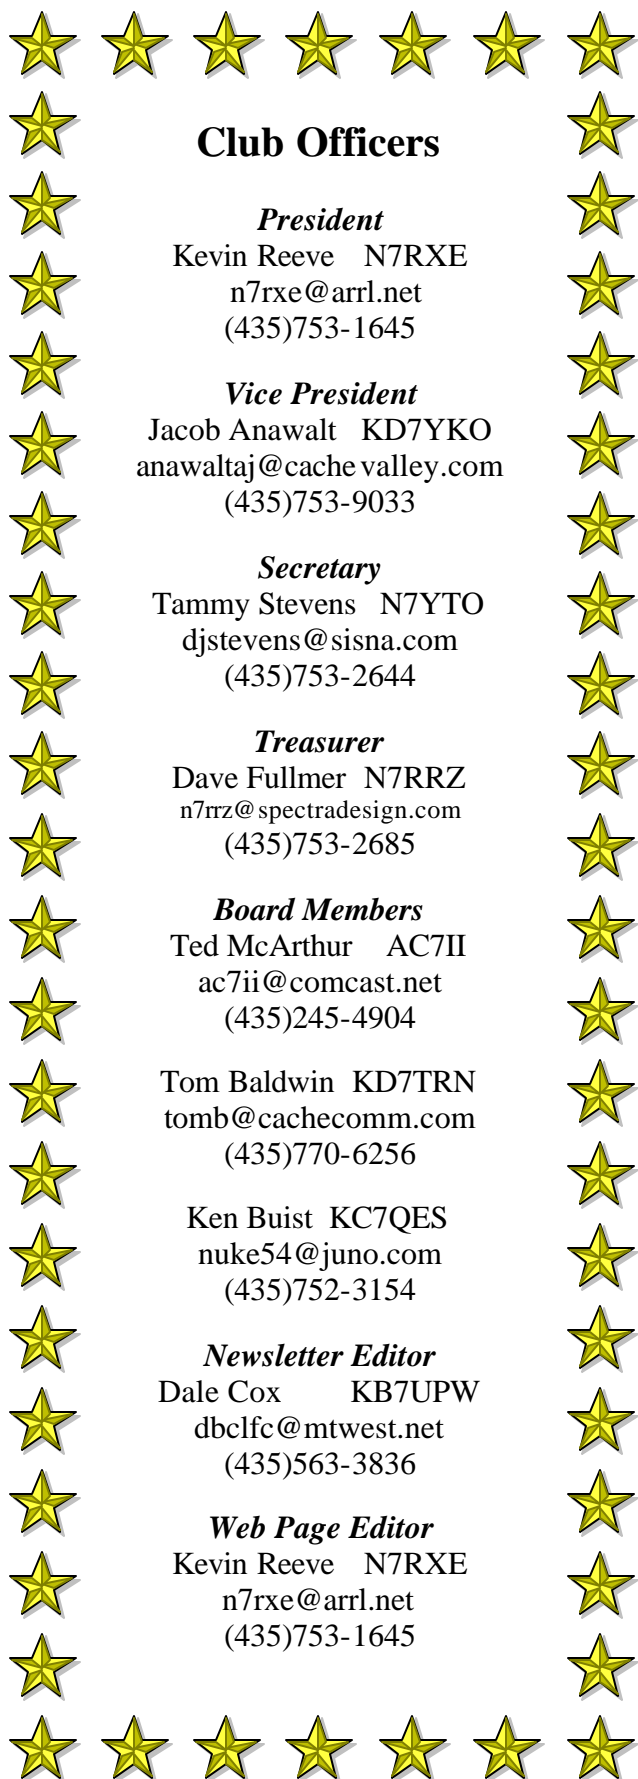 Club Officers
President
Kevin Reeve N7RXE
n7rxe@arrl.net
(435)753-1645
Vice President
Jacob Anawalt KD7YKO
anawaltaj@cachevalley.com
(435)753-9033
Secretary
Tammy Stevens N7YTO
djstevens@sisna.com
(435)753-2644
Treasurer
Dave Fullmer N7RRZ
n7rrz@spectradesign.com
(435)753-2685
Board Members
Ted McArthur AC7II
ac7ii@comcast.net
(435)245-4904
Tom Baldwin KD7TRN
tomb@cachecomm.com
(435)770-6256
Ken Buist KC7QES
nuke54@juno.com
(435)752-3154
Newsletter Editor
Dale Cox KB7UPW
dbclfc@mtwest.net
(435)563-3836
Web Page Editor
Kevin Reeve N7RXE
n7rxe@arrl.net
(435)753-1645